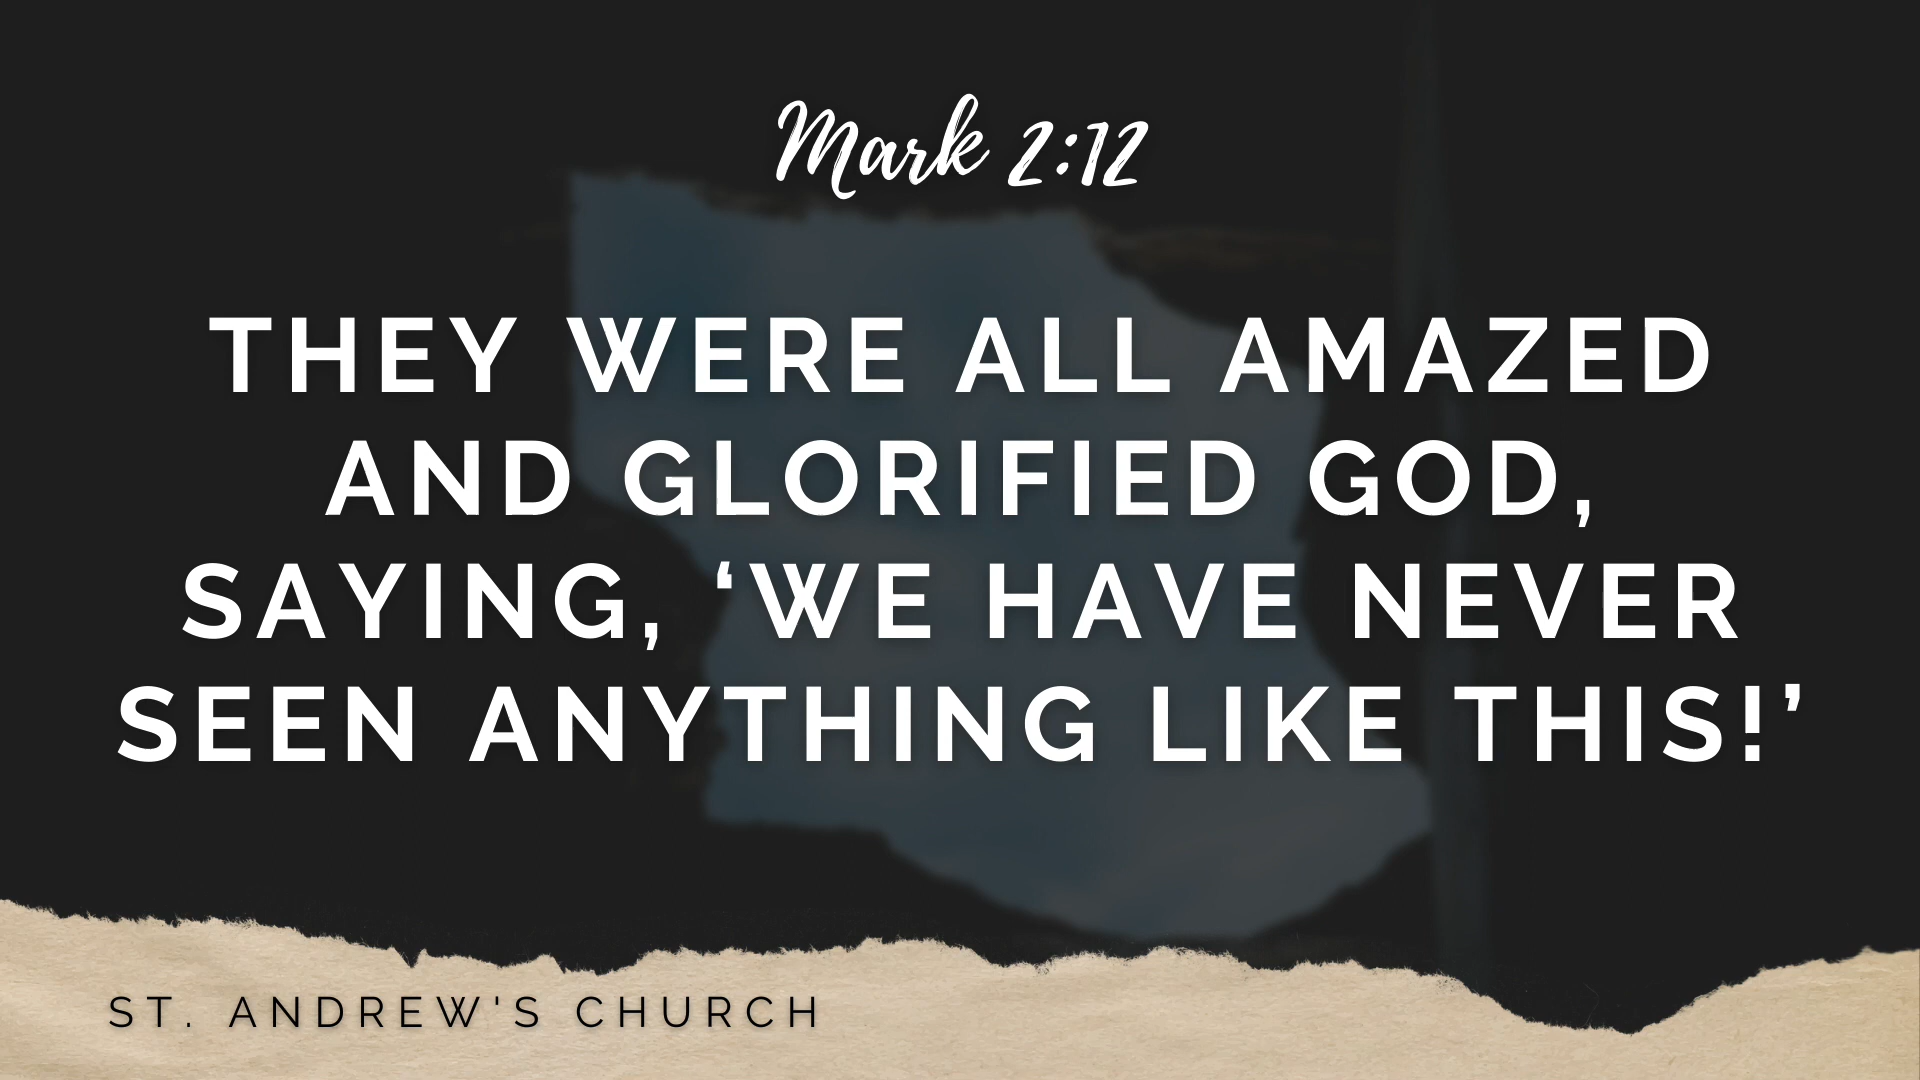 Mark 2:12
THEY WERE ALL AMAZED
AND GLORIFIED GOD,
SAYING, ‘WE HAVE NEVER
SEEN ANYTHING LIKE THIS!’
ST. ANDREW'S CHURCH